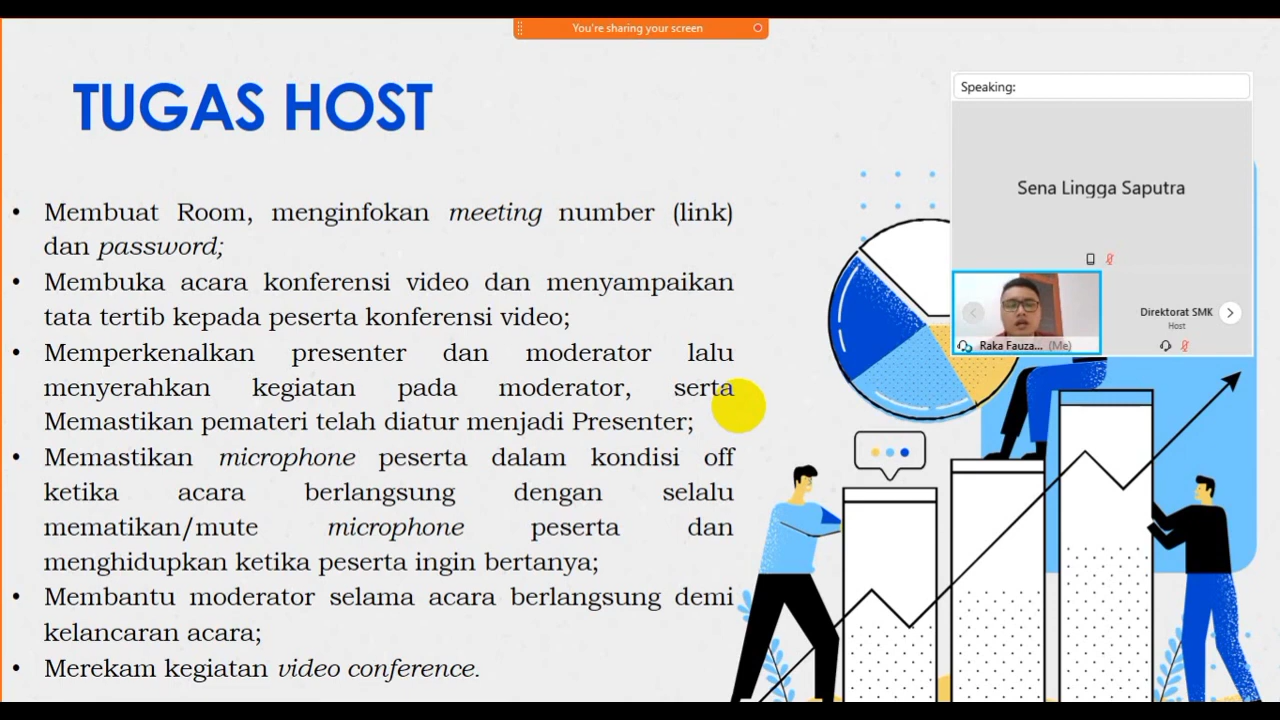 You're sharing your screen
TUGAS HOST
• Membuat Room, menginfokan meeting number (link)
dan password;
• Membuka acara konferensi video dan menyampaikan
tata tertib kepada peserta konferensi video;
• Memperkenalkan presenter dan moderator lalu
menyerahkan kegiatan pada moderator, serta
Memastikan pemateri telah diatur menjadi Presenter;
• Memastikan microphone peserta dalam kondisi off
ketika acara berlangsung dengan selalu
mematikan/mute microphone peserta dan
menghidupkan ketika peserta ingin bertanya;
• Membantu moderator selama acara berlangsung demi
kelancaran acara;
• Merekam kegiatan video conference.
Speaking:
Sena Lingga Saputra
Raka Fauza... (Me)
Direktorat SMK
Host